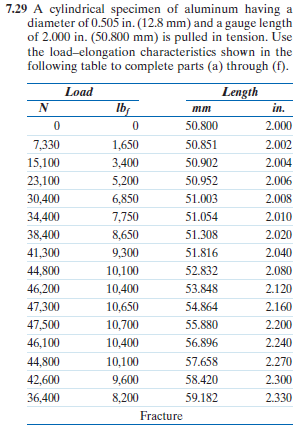 7.29 A cylindrical specimen of aluminum having a
diameter of 0.505 in. (12.8 mm) and a gauge length
of 2.000 in. (50.800 mm) is pulled in tension. Use
the load–elongation characteristics shown in the
following table to complete parts (a) through (f).
Load Length
N lbf mm in.
0 0 50.800 2.000
7,330 1,650 50.851 2.002
15,100 3,400 50.902 2.004
23,100 5,200 50.952 2.006
30,400 6,850 51.003 2.008
34,400 7,750 51.054 2.010
38,400 8,650 51.308 2.020
41,300 9,300 51.816 2.040
44,800 10,100 52.832 2.080
46,200 10,400 53.848 2.120
47,300 10,650 54.864 2.160
47,500 10,700 55.880 2.200
46,100 10,400 56.896 2.240
44,800 10,100 57.658 2.270
42,600 9,600 58.420 2.300
36,400 8,200 59.182 2.330
Fracture